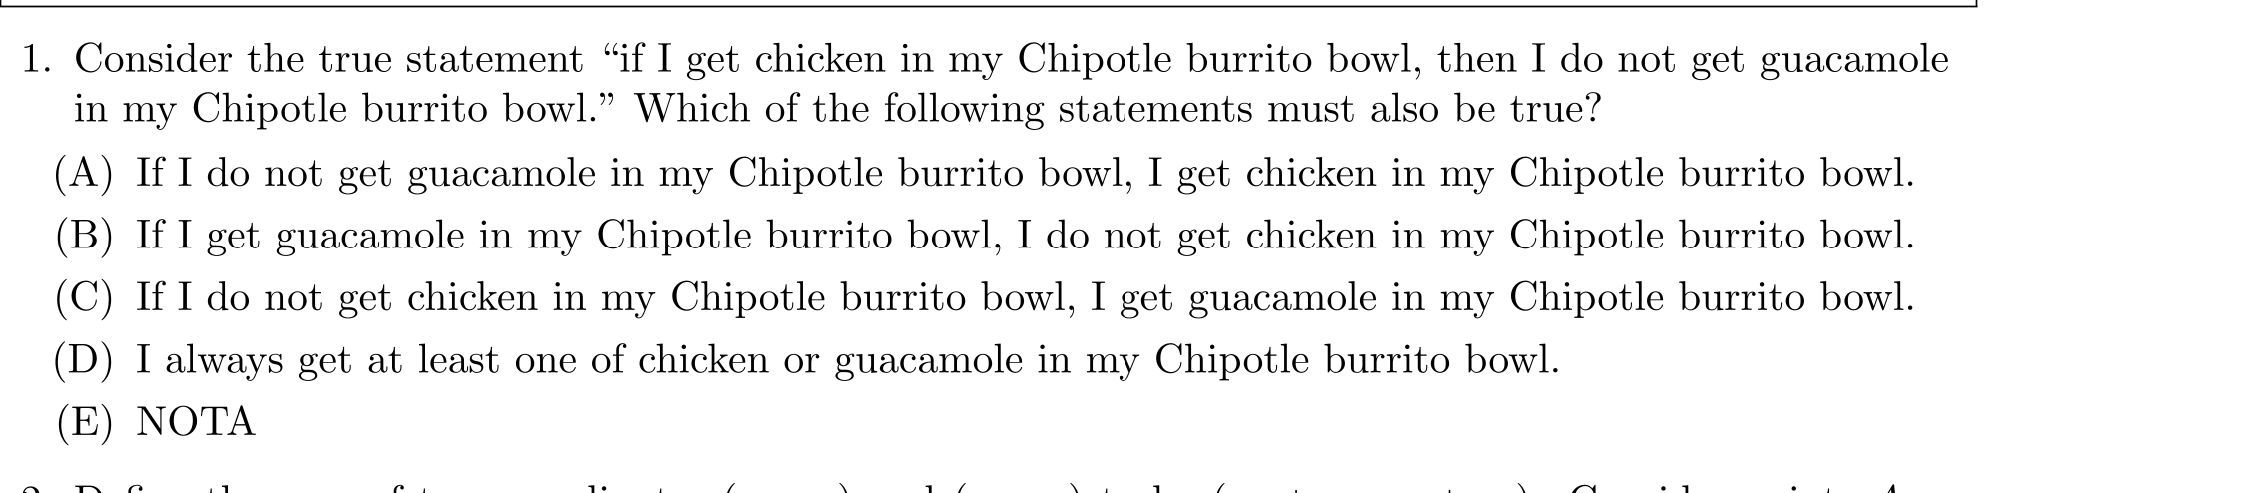 1. Consider the true statement “if I get chicken in my Chipotle burrito bowl, then I do not get guacamole
in my Chipotle burrito bowl.” Which of the following statements must also be true?
(A) If I do not get guacamole in my Chipotle burrito bowl, I get chicken in my Chipotle burrito bowl.
(B) If I get guacamole in my Chipotle burrito bowl, I do not get chicken in my Chipotle burrito bowl.
(C) If I do not get chicken in my Chipotle burrito bowl, I get guacamole in my Chipotle burrito bowl.
(D) I always get at least one of chicken or guacamole in my Chipotle burrito bowl.
(E) NOTA